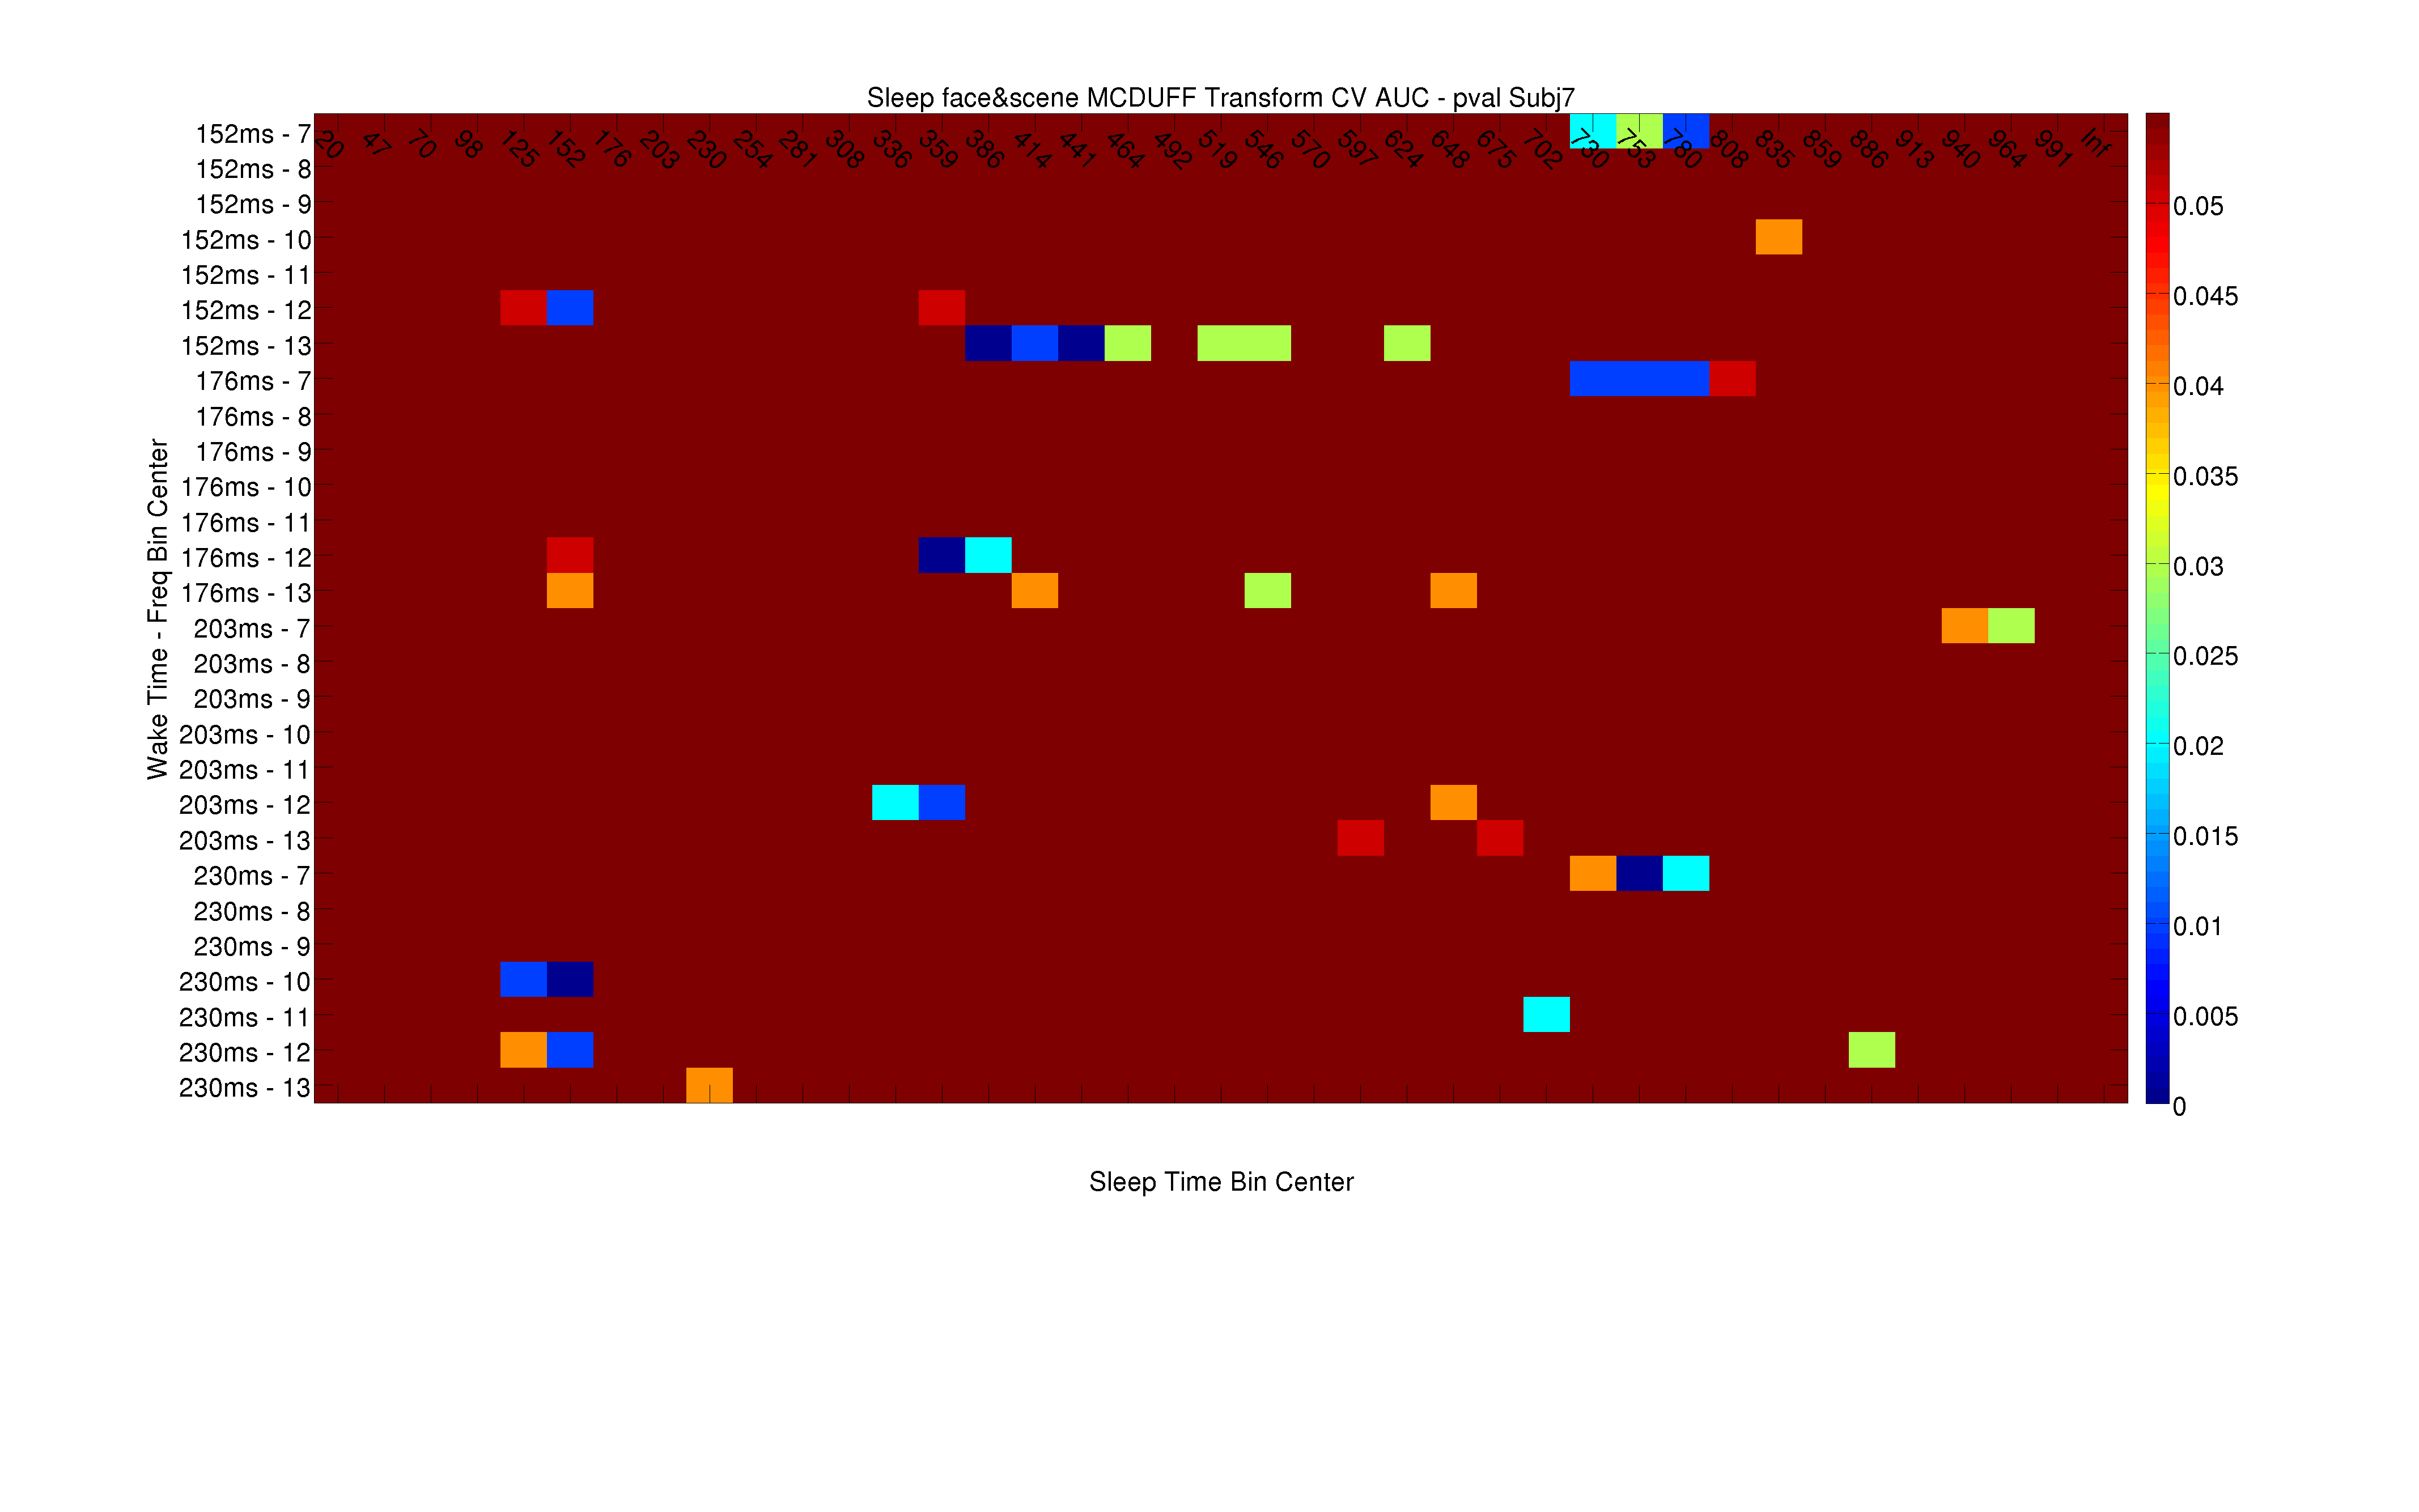 Sleep face&scene MCDUFF Transform CV AUC - pval Subj7
20 47 70 98 125 152 176 203 230 254 281 308 336 359 386 414 441 464 492 519 546 570 597 624 648 675 702 730 753 780 808 835 859 886 913 940 964 991 Inf
Wake Time - Freq Bin Center
152ms - 7
152ms - 8
152ms - 9
152ms - 10
152ms - 11
152ms - 12
152ms - 13
176ms - 7
176ms - 8
176ms - 9
176ms - 10
176ms - 11
176ms - 12
176ms - 13
203ms - 7
203ms - 8
203ms - 9
203ms - 10
203ms - 11
203ms - 12
203ms - 13
230ms - 7
230ms - 8
230ms - 9
230ms - 10
230ms - 11
230ms - 12
230ms - 13
0.05
0.045
0.04
0.035
0.03
0.025
0.02
0.015
0.01
0.005
0
Sleep Time Bin Center